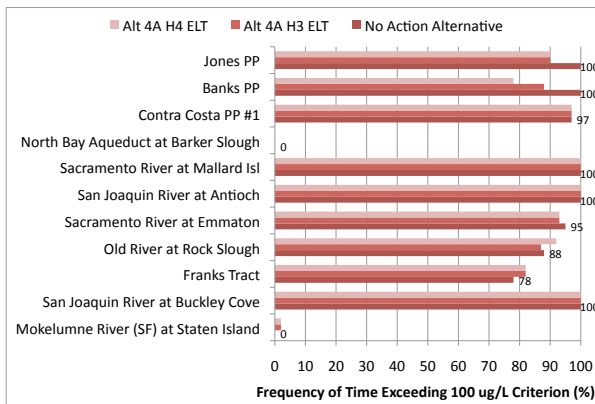 Alt 4A H4 ELT Alt 4A H3 ELT No Action Alternative
Jones PP 100
Banks PP 100
Contra Costa PP #1 97
North Bay Aqueduct at Barker Slough 0
Sacramento River at Mallard Isl 100
San Joaquin River at Antioch 100
Sacramento River at Emmaton 95
Old River at Rock Slough 88
Franks Tract 78
San Joaquin River at Buckley Cove 100
Mokelumne River (SF) at Staten Island 0
0 10 20 30 40 50 60 70 80 90 100
Frequency of Time Exceeding 100 ug/L Criterion (%)